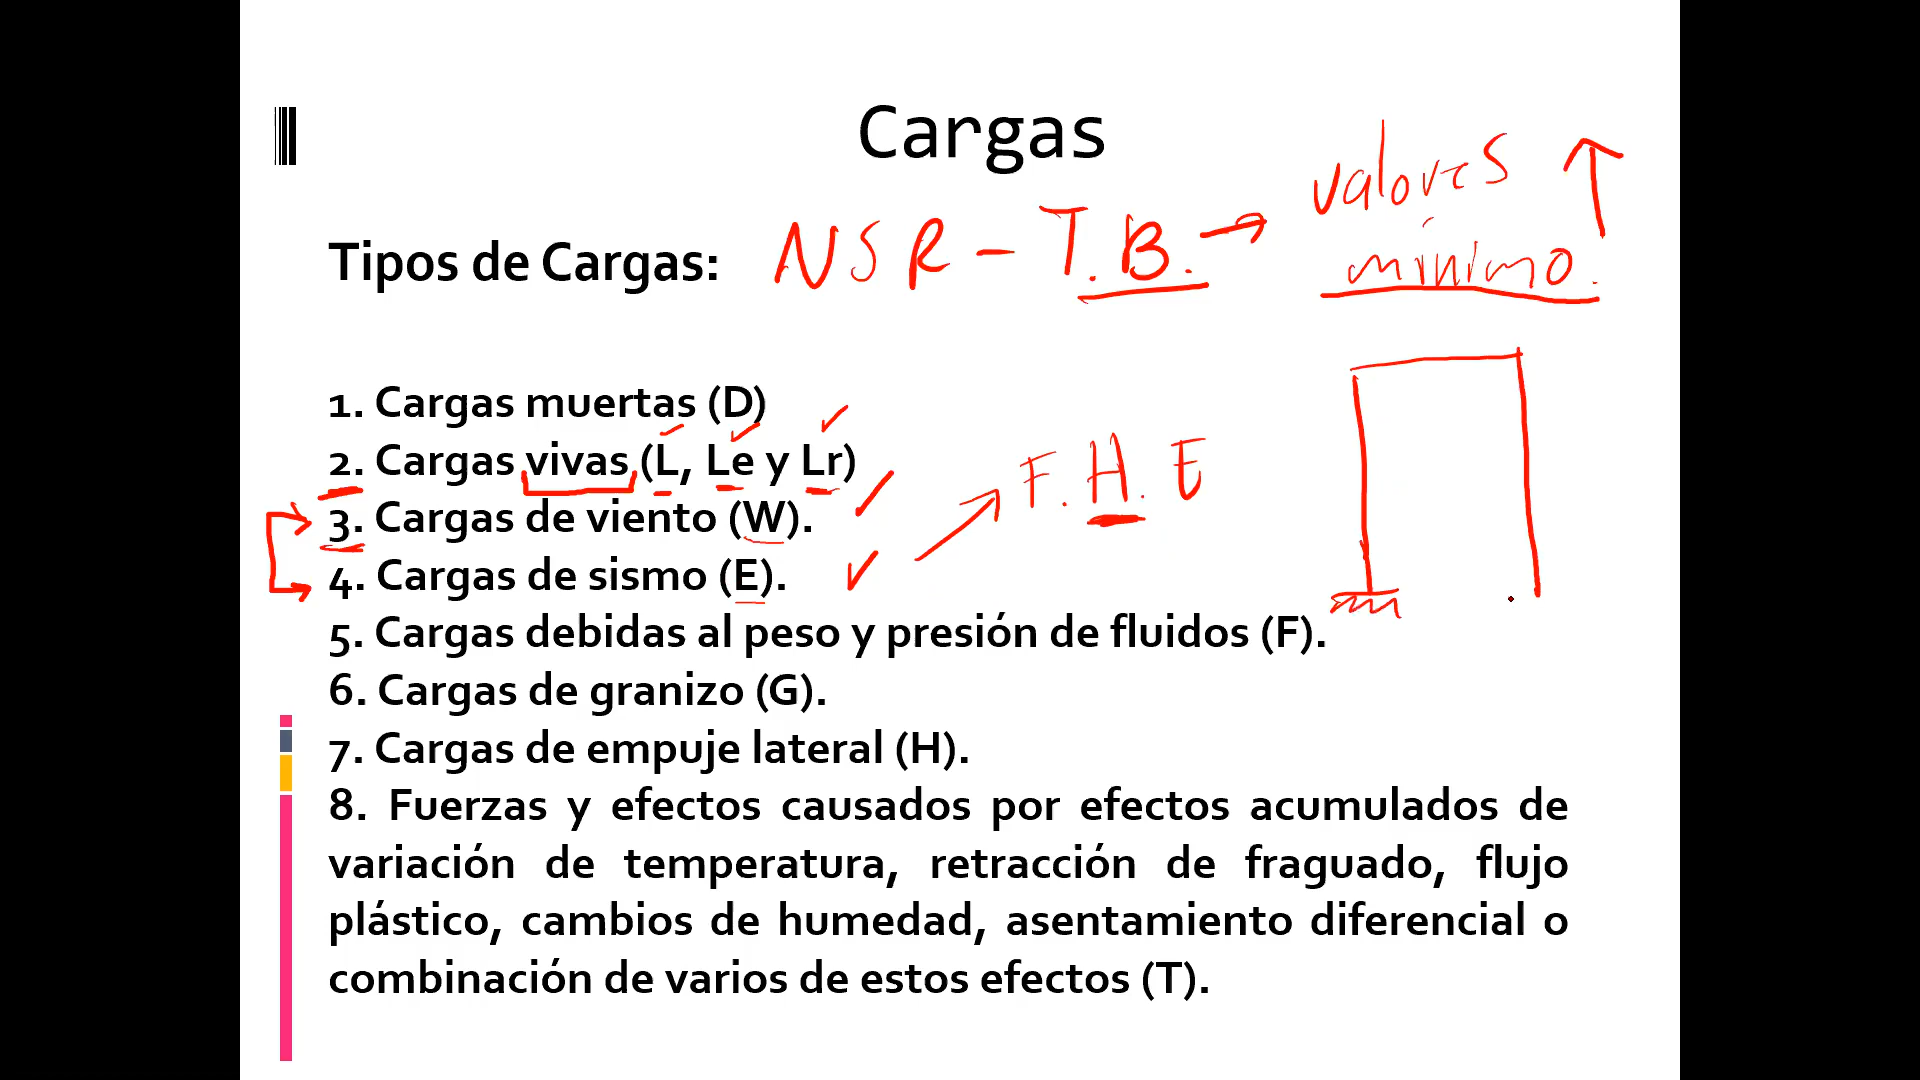 Cargas
valores
mínimo.
Tipos de Cargas: NSR - T.B. →
1. Cargas muertas (D)
2. Cargas vivas (L, Le y Lr)
F.H.E
3. Cargas de viento (W).
4. Cargas de sismo (E).
5. Cargas debidas al peso y presión de fluidos (F).
6. Cargas de granizo (G).
7. Cargas de empuje lateral (H).
8. Fuerzas y efectos causados por efectos acumulados de
variación de temperatura, retracción de fraguado, flujo
plástico, cambios de humedad, asentamiento diferencial o
combinación de varios de estos efectos (T).